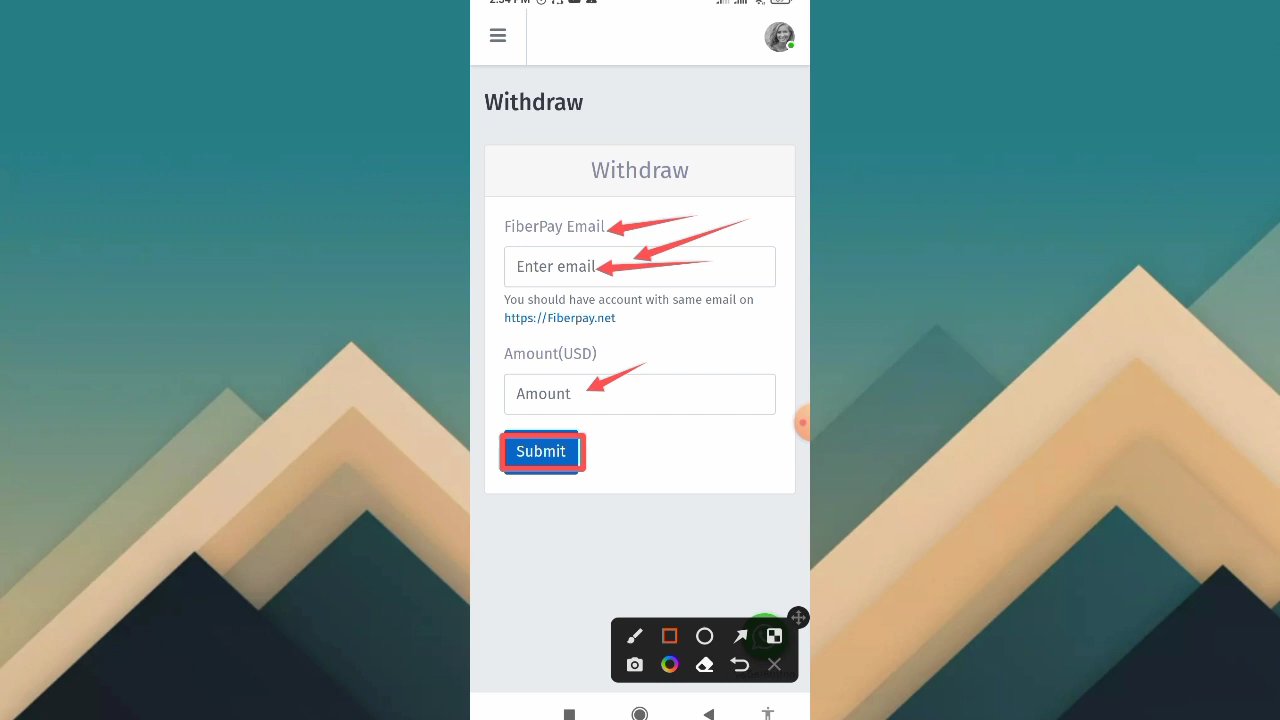 Withdraw
Withdraw
FiberPay Email
Enter email
You should have account with same email on
https://Fiberpay.net
Amount(USD)
Amount
Submit